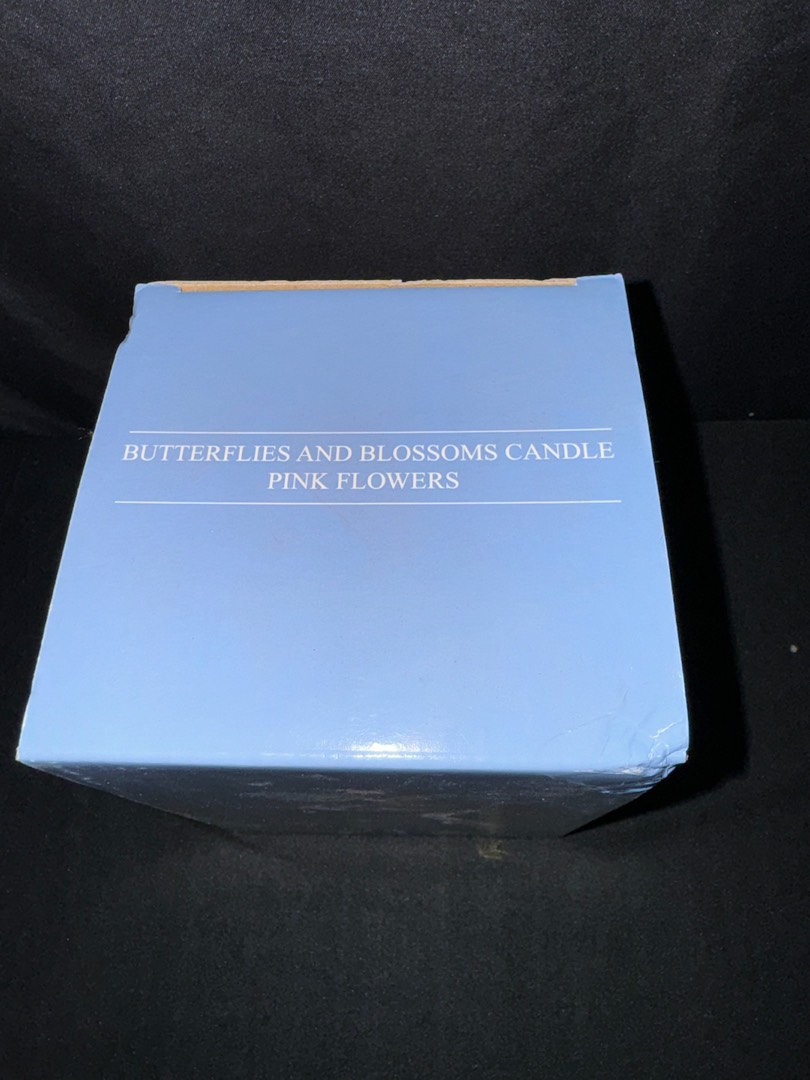 BUTTERFLIES AND BLOSSOMS CANDLE
PINK FLOWERS